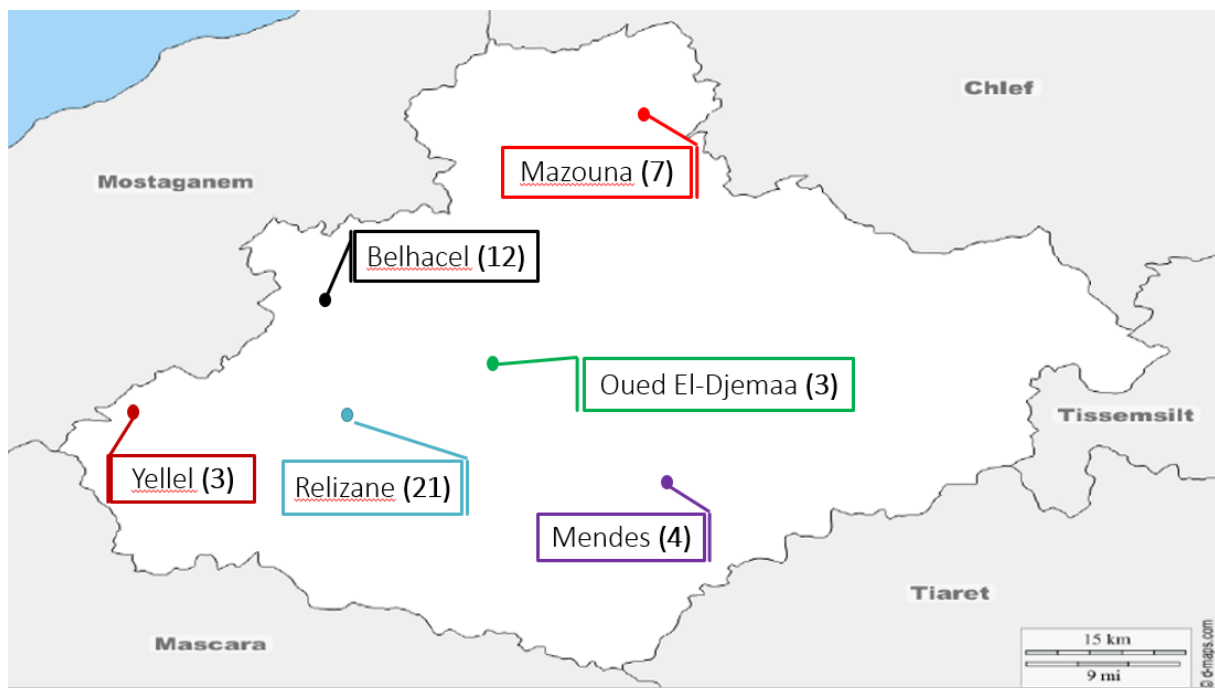 Chlef
Mazouna (7)
Mostaganem
Belhacel (12)
Oued El-Djemaa (3)
Tissemsilt
Yellel (3)
Relizane (21)
Mendes (4)
Tiaret
Mascara
15 km
9 mi
© d-maps.com